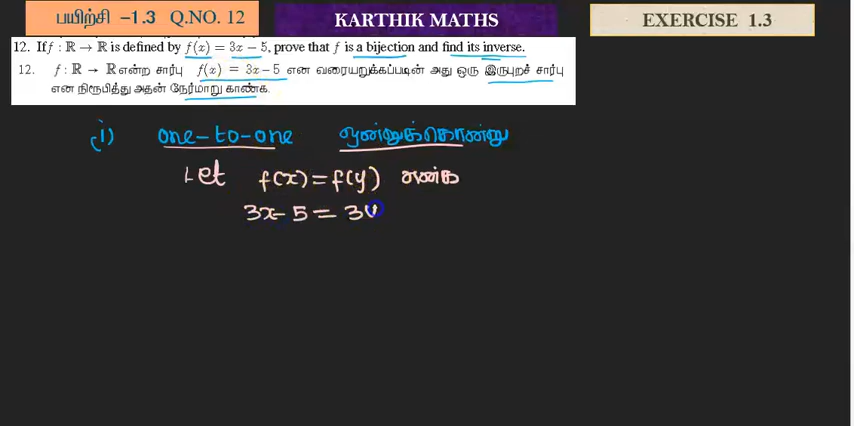 பயிற்சி –1.3 Q.NO. 12
KARTHIK MATHS
EXERCISE 1.3
12. If f : ℝ → ℝ is defined by f(x) = 3x − 5, prove that f is a bijection and find its inverse.
12. f : ℝ → ℝ என்ற சார்பு f(x) = 3x – 5 என வரையறுக்கப்படின் அது ஒரு இருபுறச் சார்பு
என நிரூபித்து அதன் நேர்மாறு காண்க.
(i) one-to-one ஒன்றுக்கொன்று
Let f(x) = f(y) என்க
3x - 5 = 3y